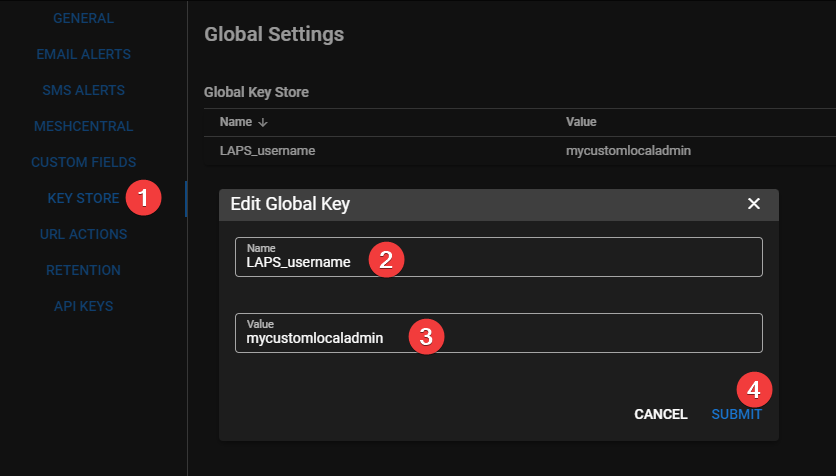 GENERAL
EMAIL ALERTS
SMS ALERTS
MESHCENTRAL
CUSTOM FIELDS
KEY STORE 1
URL ACTIONS
RETENTION
API KEYS
Global Settings
Global Key Store
Name ↓ Value
LAPS_username mycustomlocaladmin
Edit Global Key ✕
Name
LAPS_username 2
Value
mycustomlocaladmin 3
4
CANCEL SUBMIT